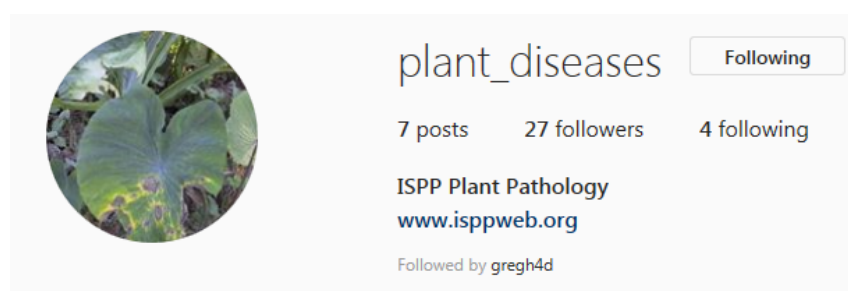 plant_diseases Following
7 posts 27 followers 4 following
ISPP Plant Pathology
www.isppweb.org
Followed by gregh4d